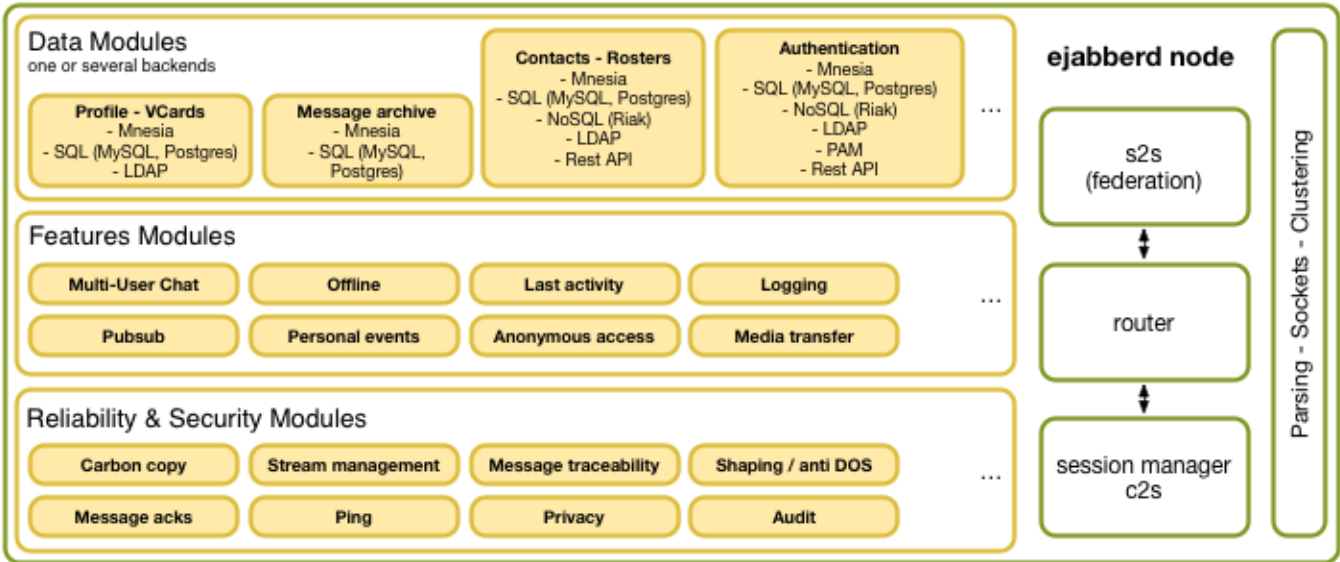 Data Modules
one or several backends
Profile - VCards
- Mnesia
- SQL (MySQL, Postgres)
- LDAP
Message archive
- Mnesia
- SQL (MySQL,
Postgres)
Contacts - Rosters
- Mnesia
- SQL (MySQL, Postgres)
- NoSQL (Riak)
- LDAP
- Rest API
Authentication
- Mnesia
- SQL (MySQL, Postgres)
- NoSQL (Riak)
- LDAP
- PAM
- Rest API
...
Features Modules
Multi-User Chat
Offline
Last activity
Logging
...
Pubsub
Personal events
Anonymous access
Media transfer
Reliability & Security Modules
Carbon copy
Stream management
Message traceability
Shaping / anti DOS
...
Message acks
Ping
Privacy
Audit
ejabberd node
s2s
(federation)
router
session manager
c2s
Parsing - Sockets - Clustering